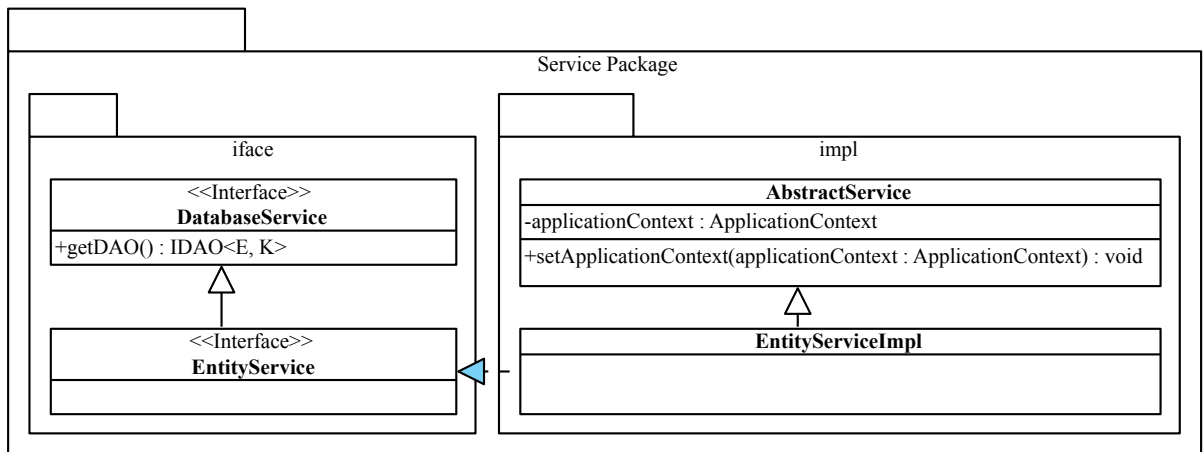 Service Package
iface
<<Interface>>
DatabaseService
+getDAO() : IDAO<E, K>
<<Interface>>
EntityService
impl
AbstractService
-applicationContext : ApplicationContext
+setApplicationContext(applicationContext : ApplicationContext) : void
EntityServiceImpl